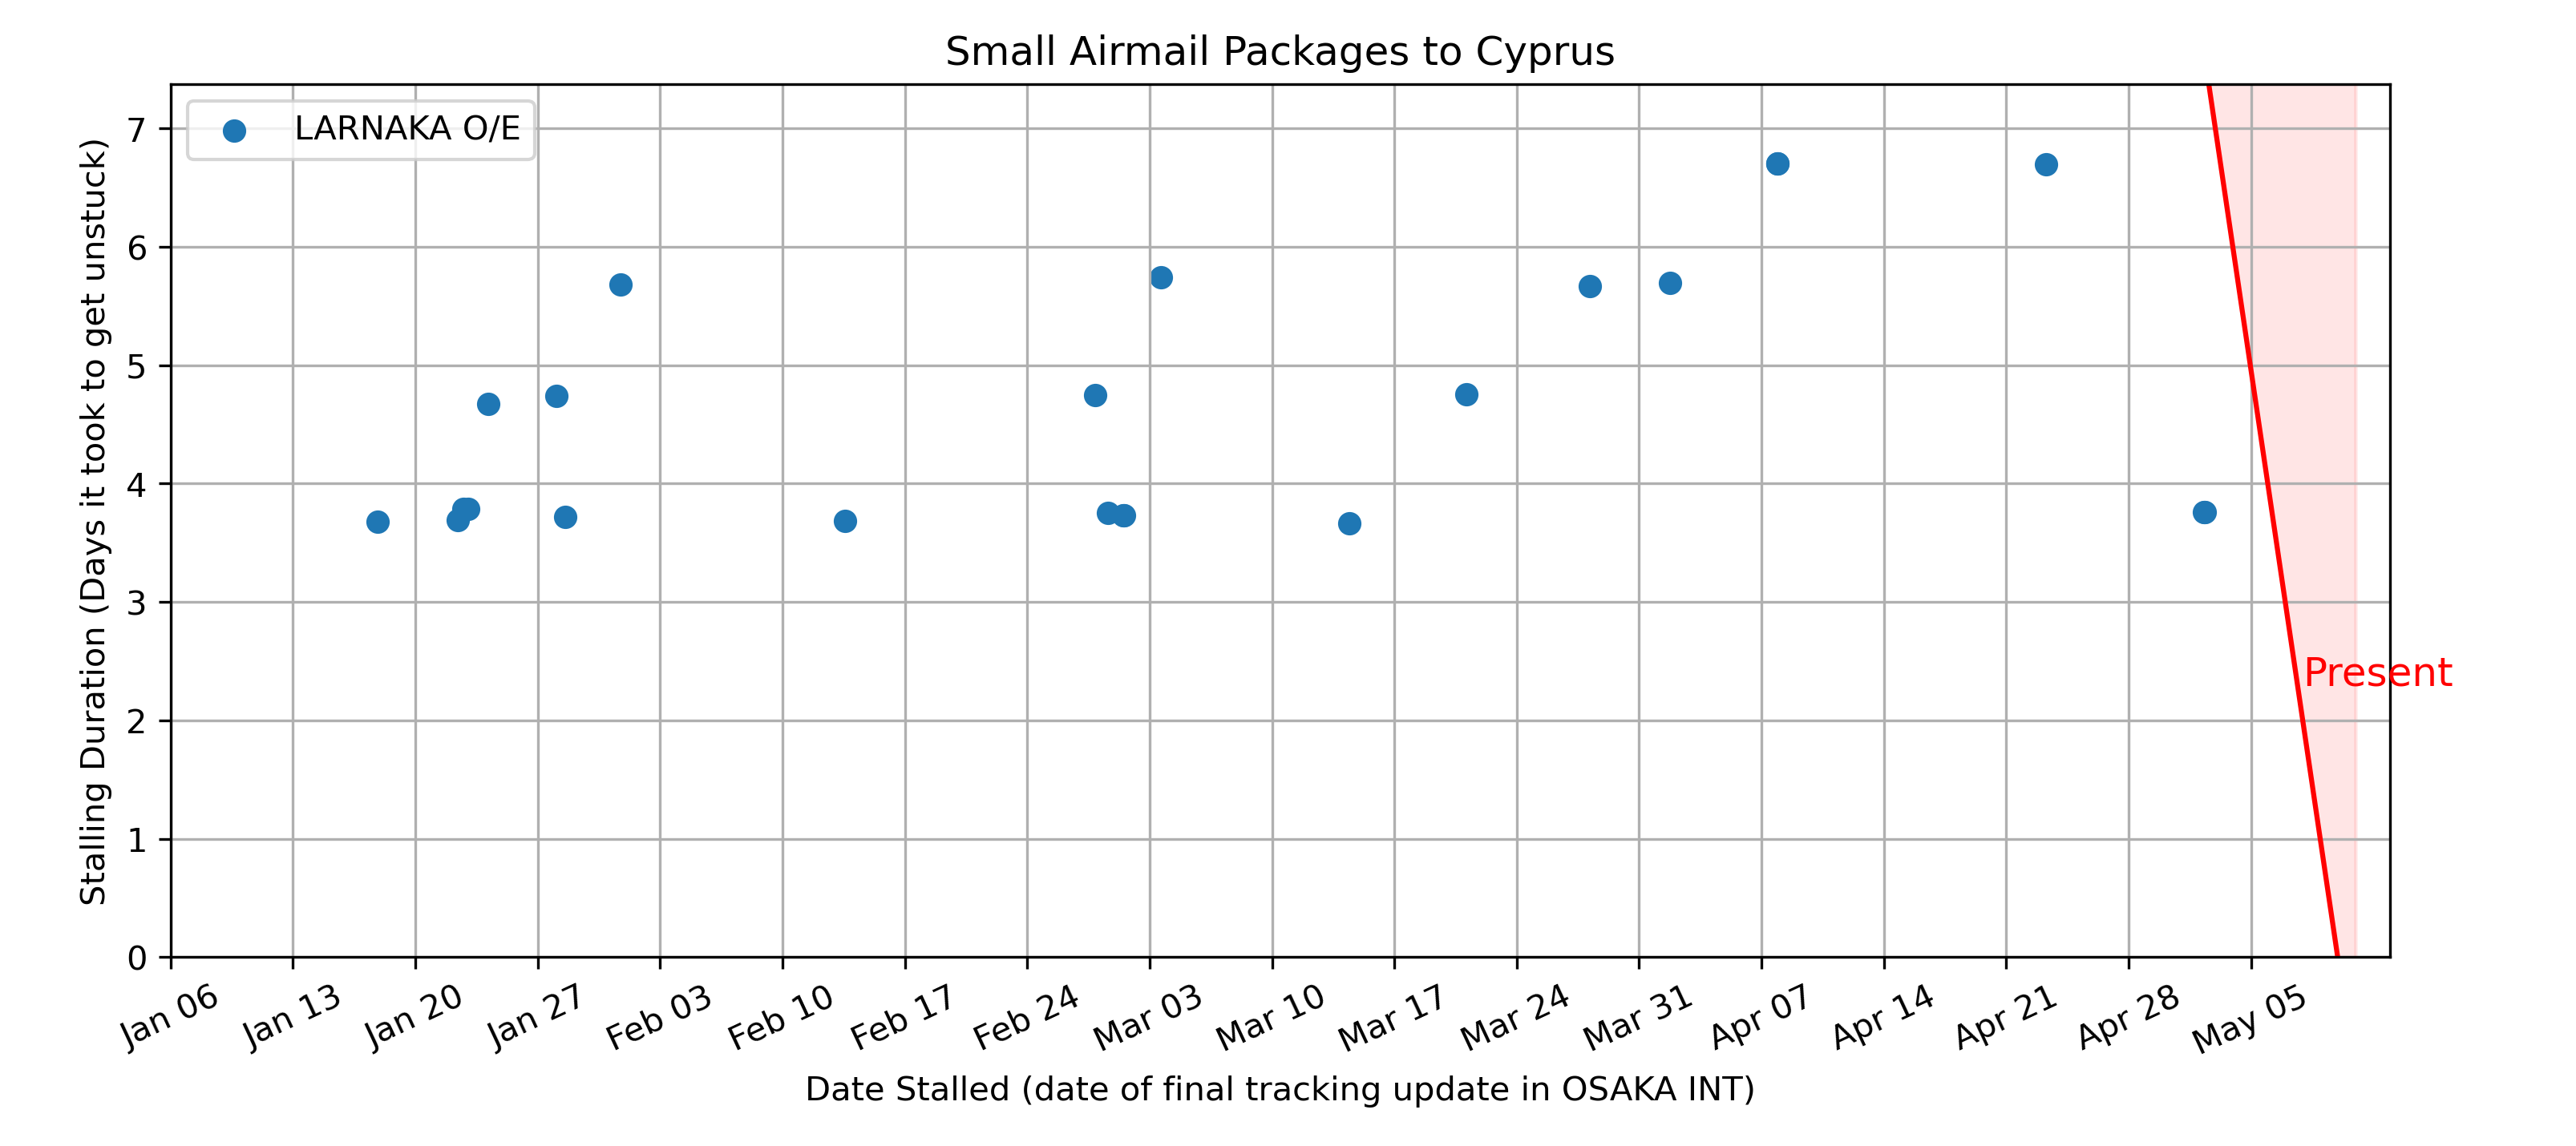 Small Airmail Packages to Cyprus
LARNAKA O/E
Stalling Duration (Days it took to get unstuck)
7
6
5
4
3
2
1
0
Present
Jan 06
Jan 13
Jan 20
Jan 27
Feb 03
Feb 10
Feb 17
Feb 24
Mar 03
Mar 10
Mar 17
Mar 24
Mar 31
Apr 07
Apr 14
Apr 21
Apr 28
May 05
Date Stalled (date of final tracking update in OSAKA INT)